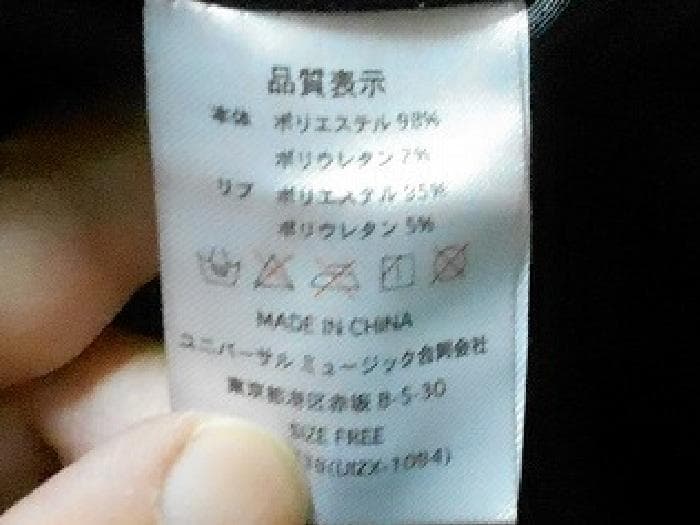 品質表示
本体 ポリエステル 98%
ポリウレタン 7%
リブ ポリエステル 95%
ポリウレタン 5%
MADE IN CHINA
ユニバーサル ミュージック合同会社
東京都港区赤坂 8-5-30
SIZE FREE
(UIZX-1094)